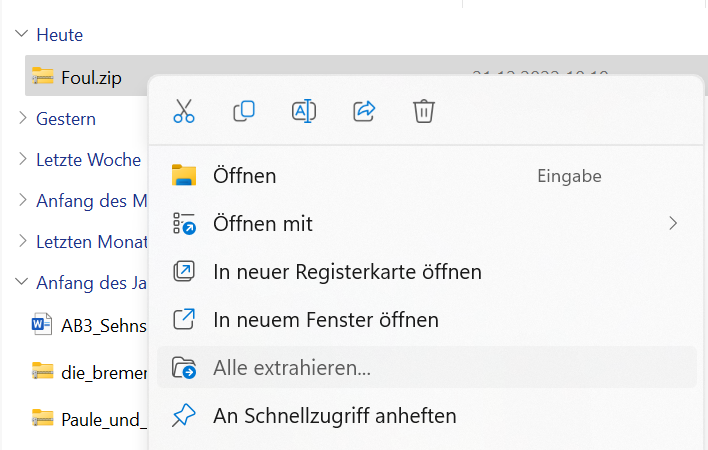 Heute
Foul.zip
Gestern
Letzte Woche
Anfang des M
Letzten Monat
Anfang des Ja
AB3_Sehns
die_bremer
Paule_und_
Öffnen Eingabe
Öffnen mit
In neuer Registerkarte öffnen
In neuem Fenster öffnen
Alle extrahieren...
An Schnellzugriff anheften